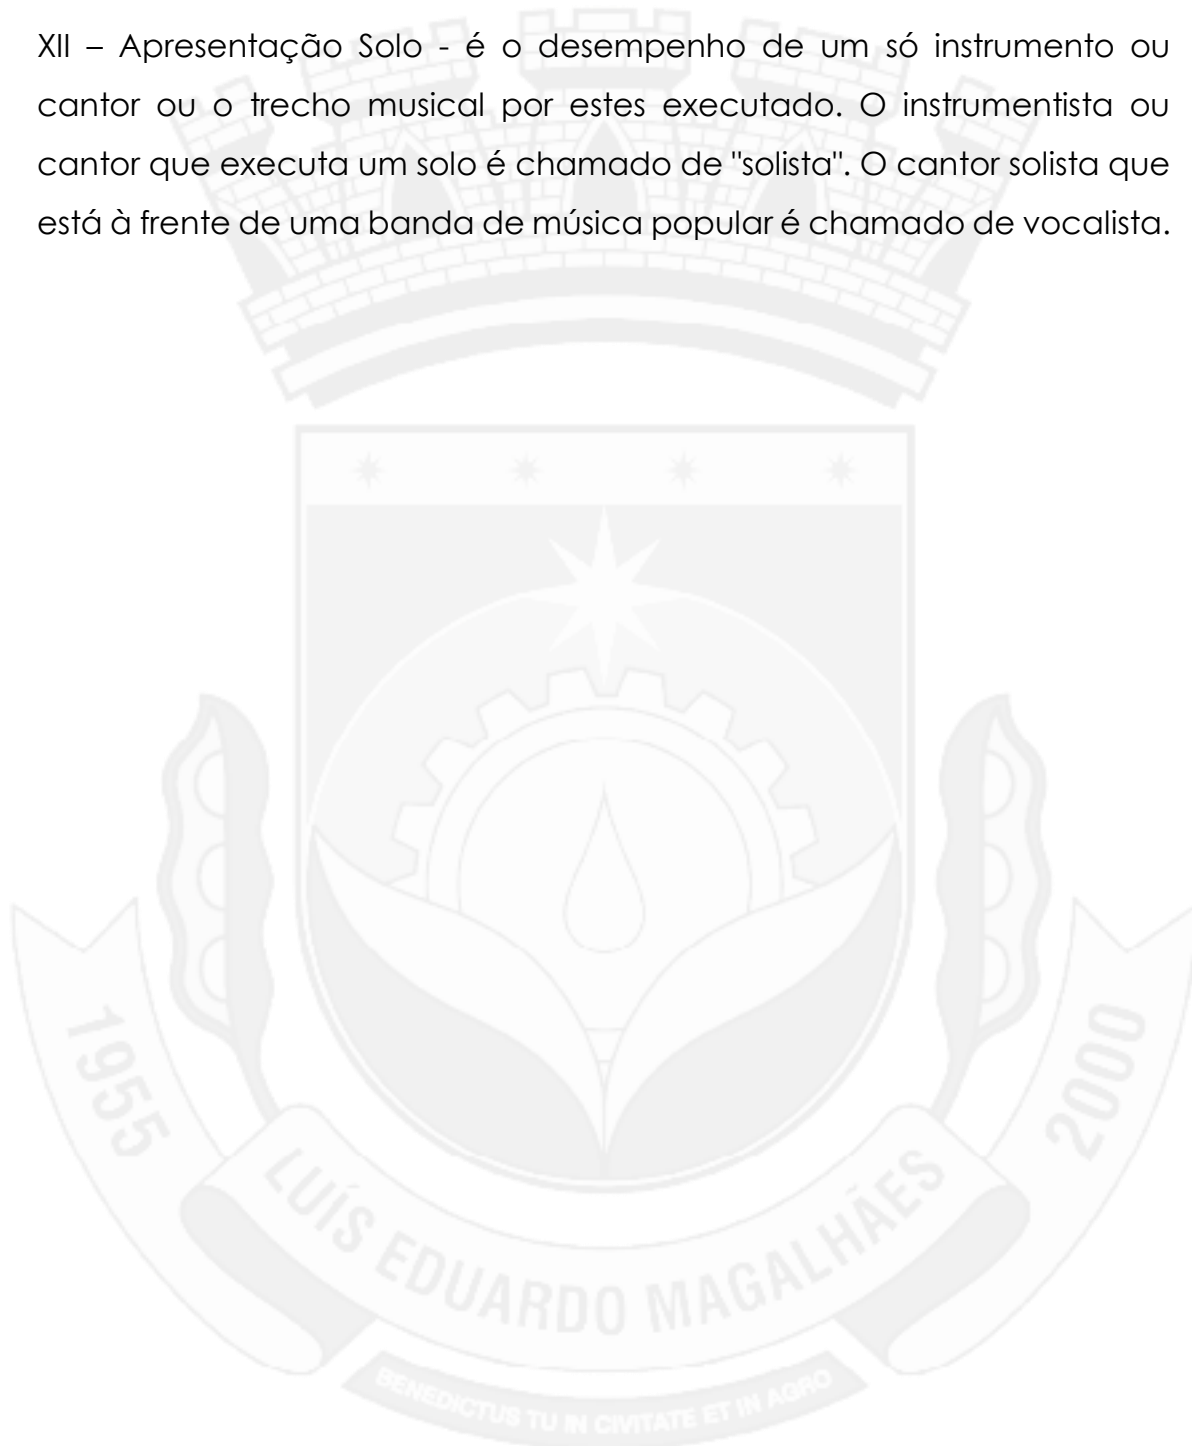 XII – Apresentação Solo - é o desempenho de um só instrumento ou
cantor ou o trecho musical por estes executado. O instrumentista ou
cantor que executa um solo é chamado de "solista". O cantor solista que
está à frente de uma banda de música popular é chamado de vocalista.
1955
2000
LUÍS EDUARDO MAGALHÃES
BENEDICTUS TU IN CIVITATE ET IN AGRO